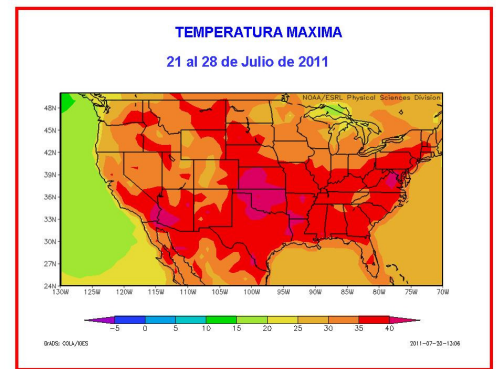 TEMPERATURA MAXIMA
21 al 28 de Julio de 2011
NOAA/ESRL Physical Sciences Division
48N
45N
42N
39N
36N
33N
30N
27N
24N
130W 125W 120W 115W 110W 105W 100W 95W 90W 85W 80W 75W 70W
-5 0 5 10 15 20 25 30 35 40
GrADS: COLA/IGES 2011-07-20-13:06